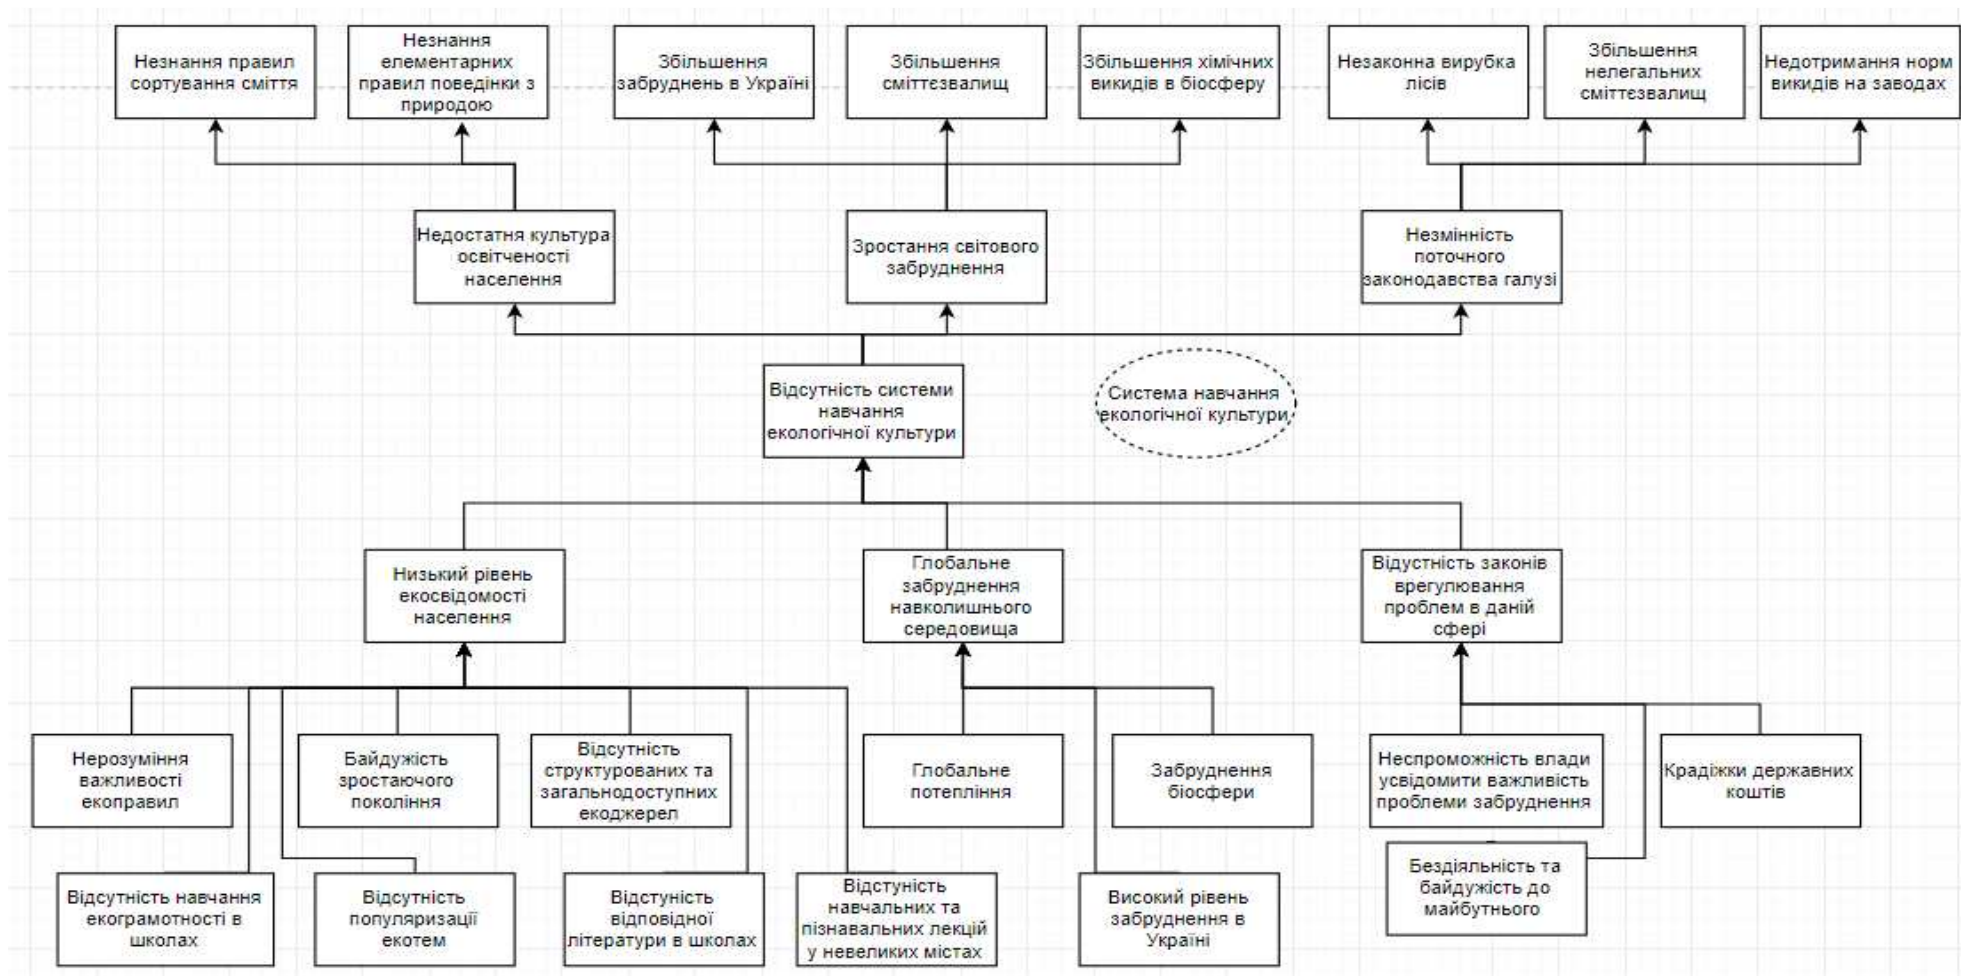 Незнання правил
сортування сміття
Незнання
елементарних
правил поведінки з
природою
Збільшення
забруднень в Україні
Збільшення
сміттєзвалищ
Збільшення хімічних
викидів в біосферу
Незаконна вирубка
лісів
Збільшення
нелегальних
сміттєзвалищ
Недотримання норм
викидів на заводах
Недостатня культура
освітченості
населення
Зростання світового
забруднення
Незмінність
поточного
законодавства галузі
Відсутність системи
навчання
екологічної культури
Система навчання
екологічної культури
Низький рівень
екосвідомості
населення
Глобальне
забруднення
навколишнього
середовища
Відустність законів
врегулювання
проблем в даній
сфері
Нерозуміння
важливості
екоправил
Байдужість
зростаючого
покоління
Відсутність
структурованих та
загальнодоступних
екоджерел
Глобальне
потепління
Забруднення
біосфери
Неспроможність влади
усвідомити важливість
проблеми забруднення
Крадіжки державних
коштів
Відсутність навчання
екограмотності в
школах
Відсутність
популяризації
екотем
Відстуність
відповідної
літератури в школах
Відстуність
навчальних та
пізнавальних лекцій
у невеликих містах
Високий рівень
забруднення в
Україні
Бездіяльність та
байдужість до
майбутнього